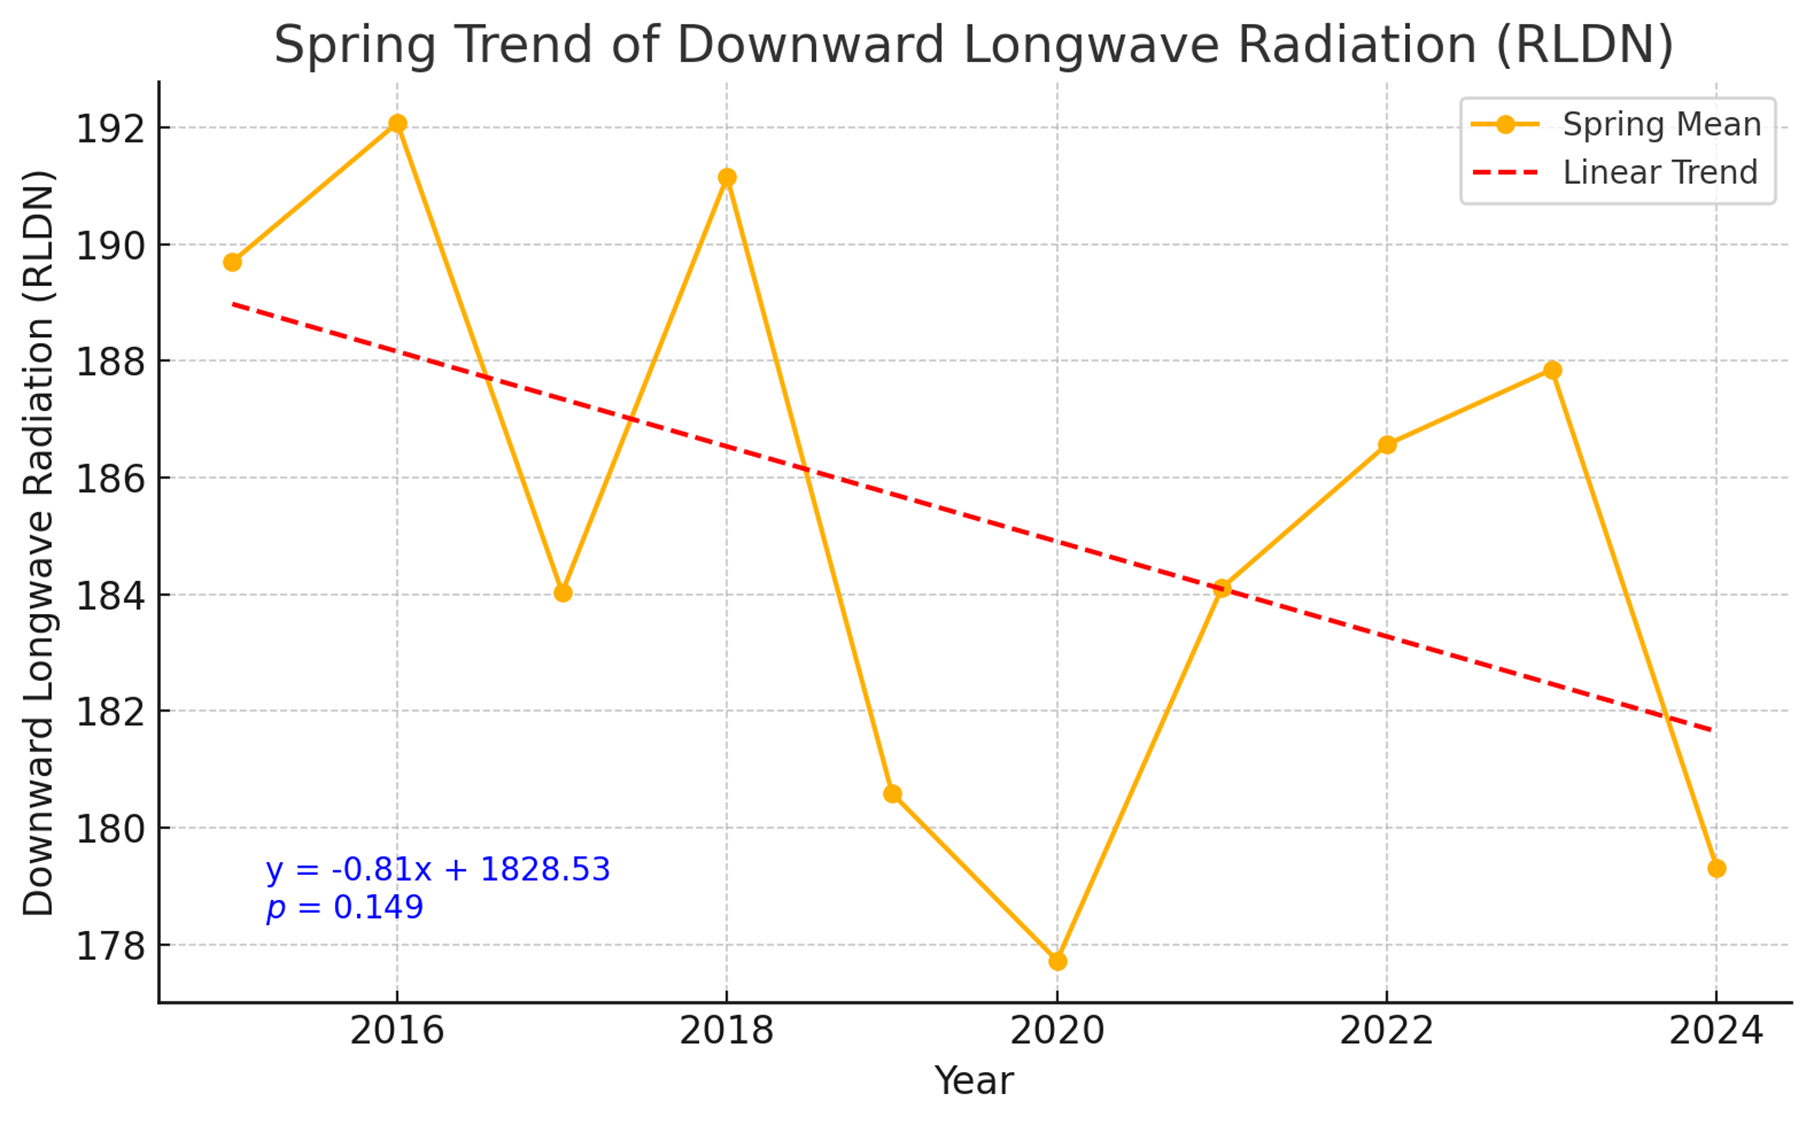 Spring Trend of Downward Longwave Radiation (RLDN)
Spring Mean
Linear Trend
Downward Longwave Radiation (RLDN)
192
190
188
186
184
182
180
178
y = -0.81x + 1828.53
p = 0.149
2016 2018 2020 2022 2024
Year